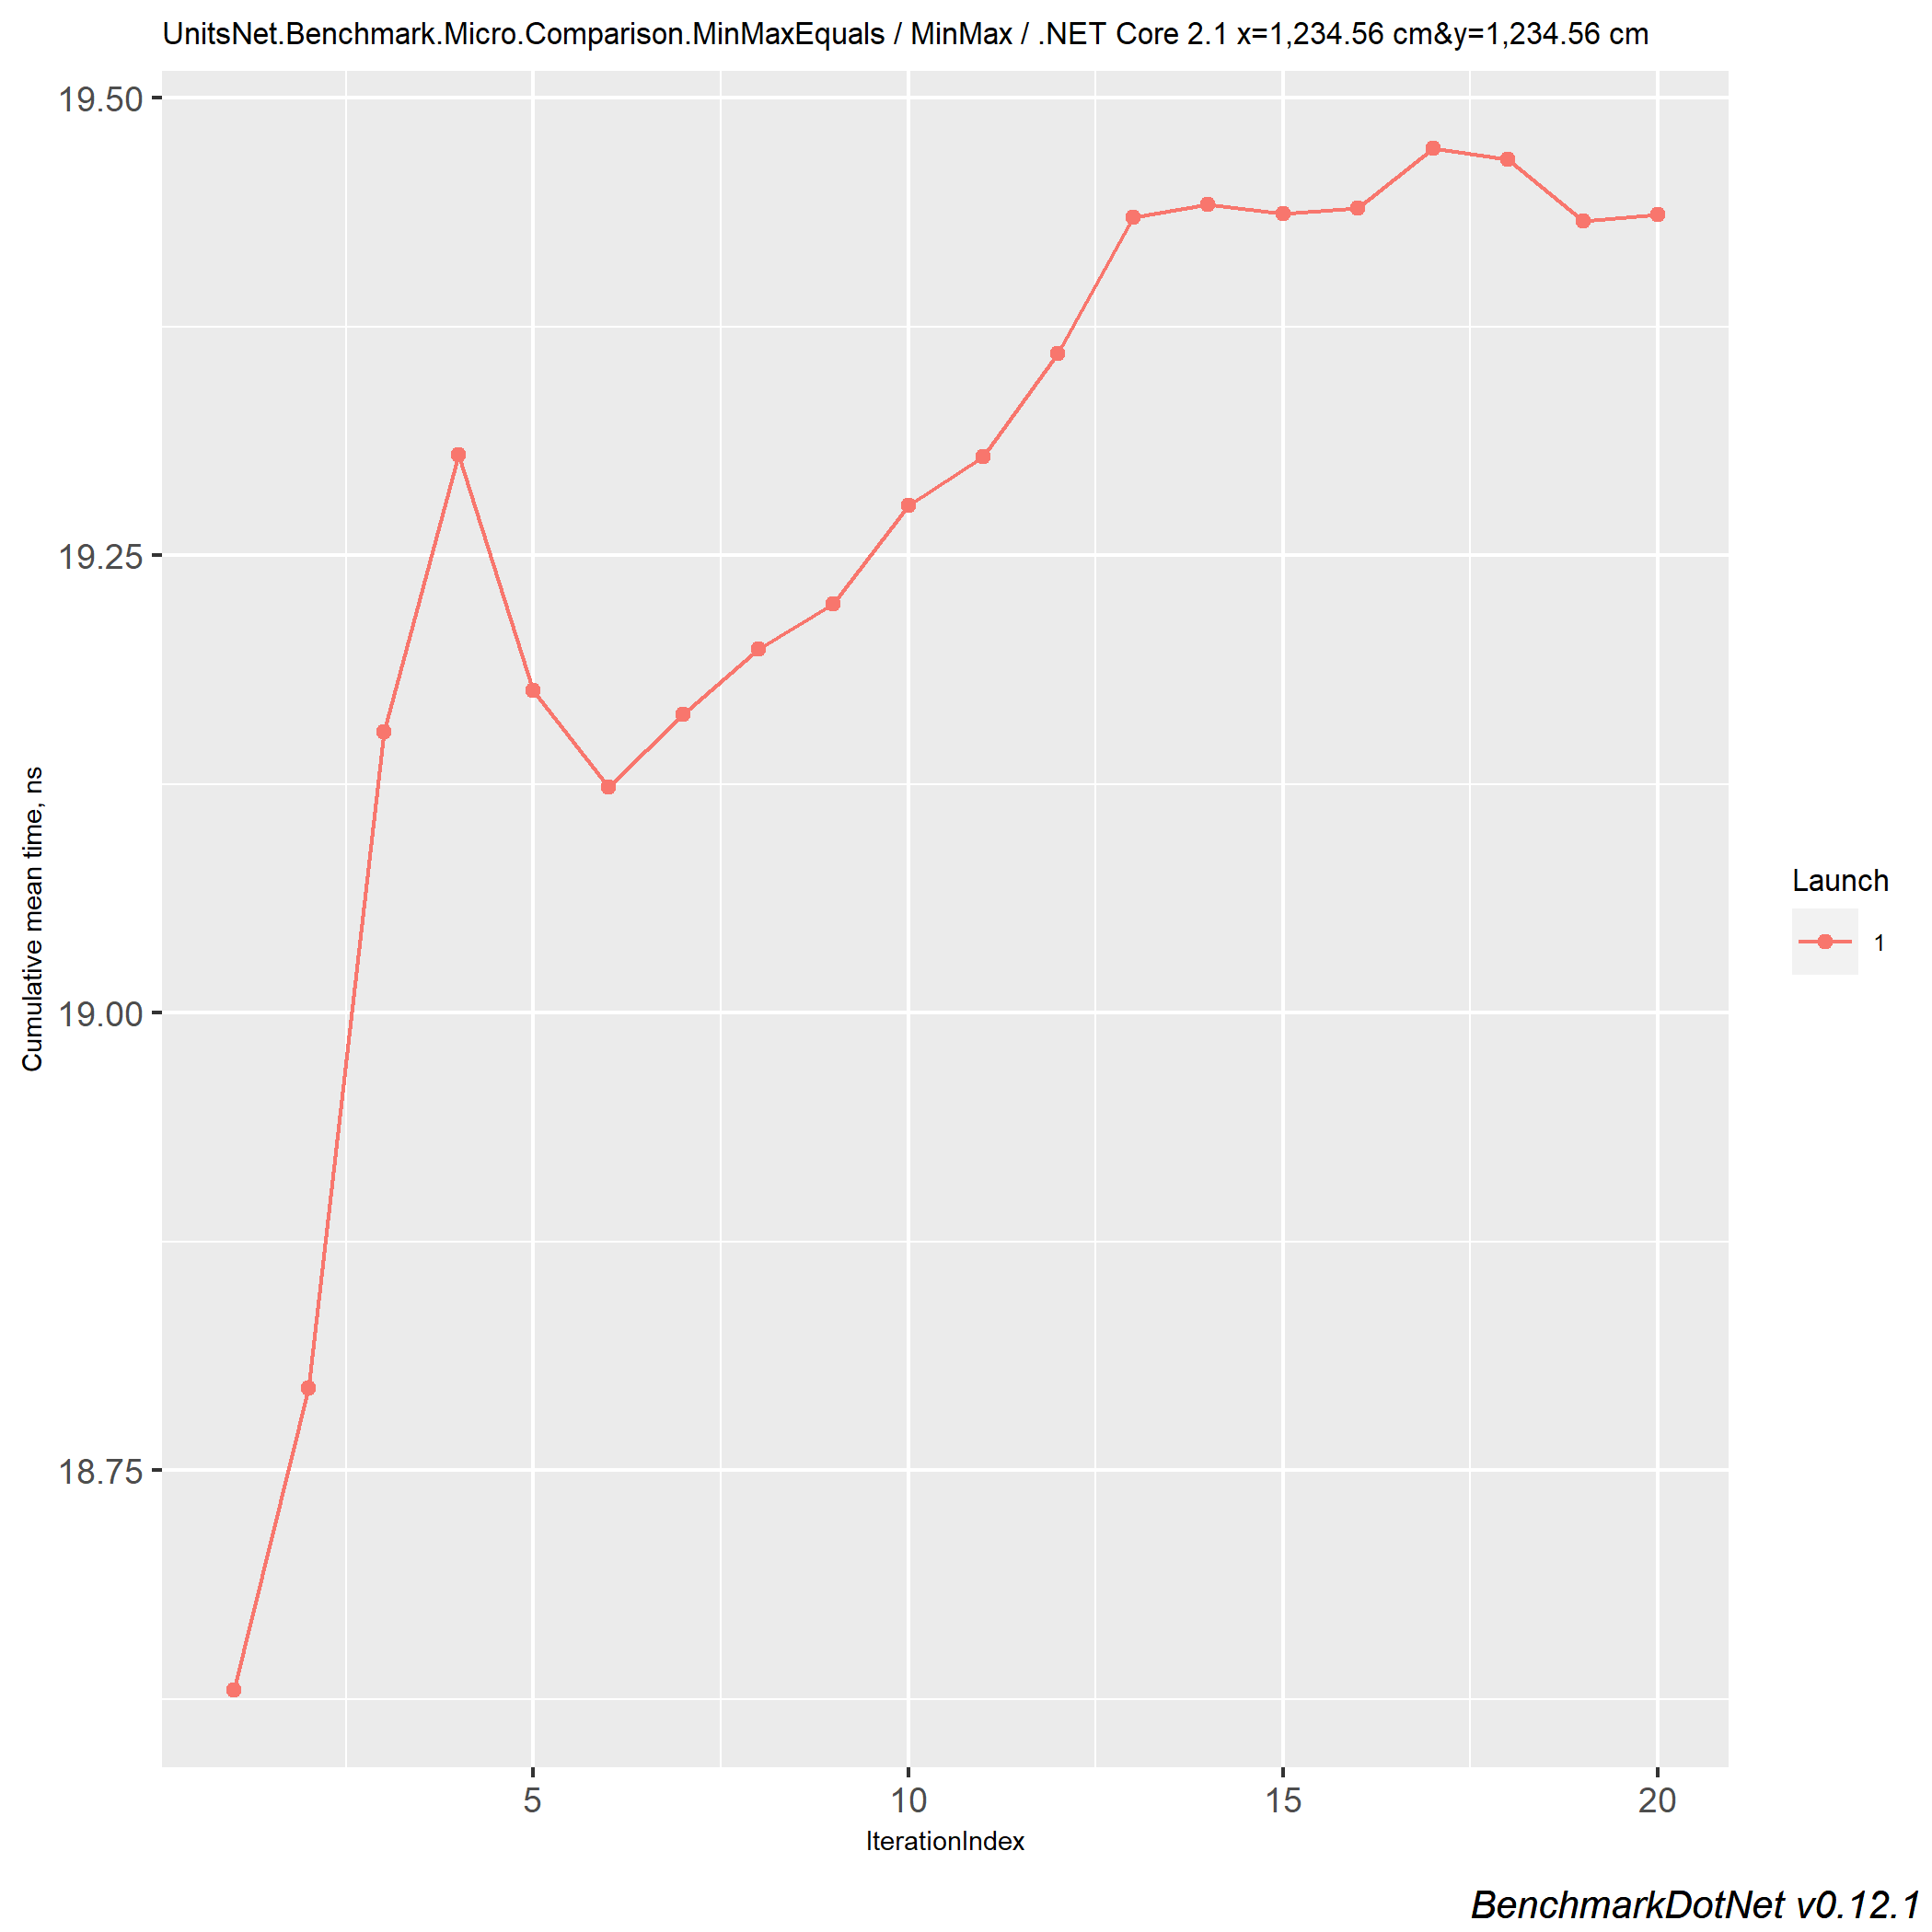 UnitsNet.Benchmark.Micro.Comparison.MinMaxEquals / MinMax / .NET Core 2.1 x=1,234.56 cm&y=1,234.56 cm
19.50
19.25
19.00
18.75
Cumulative mean time, ns
5
10
15
20
IterationIndex
Launch
1
BenchmarkDotNet v0.12.1